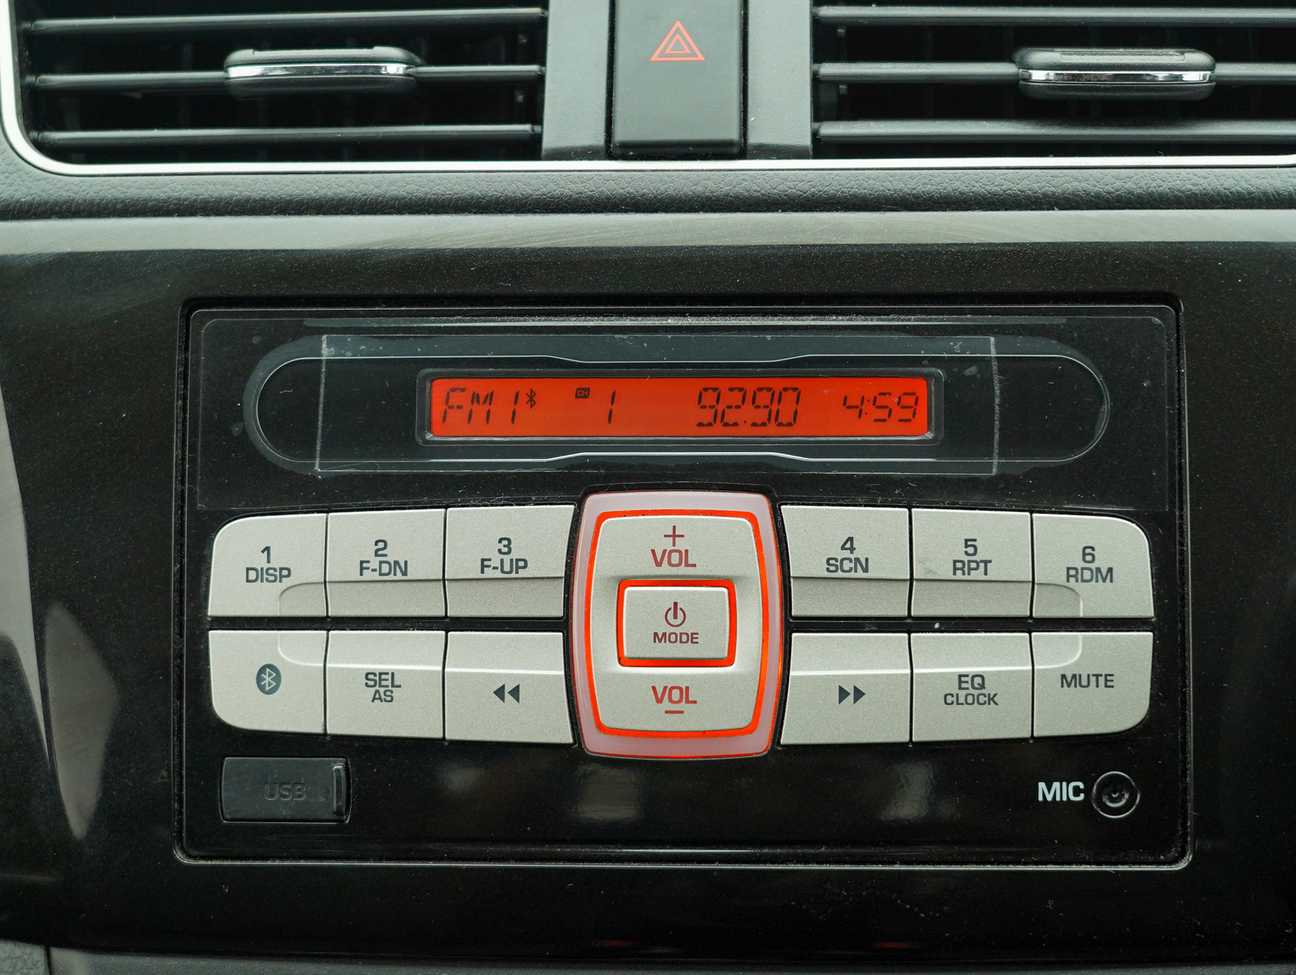 FM1 CH 1 92.90 4:59
1 DISP
2 F-DN
3 F-UP
+ VOL
4 SCN
5 RPT
6 RDM
MODE
SEL AS
VOL −
EQ CLOCK
MUTE
USB
MIC